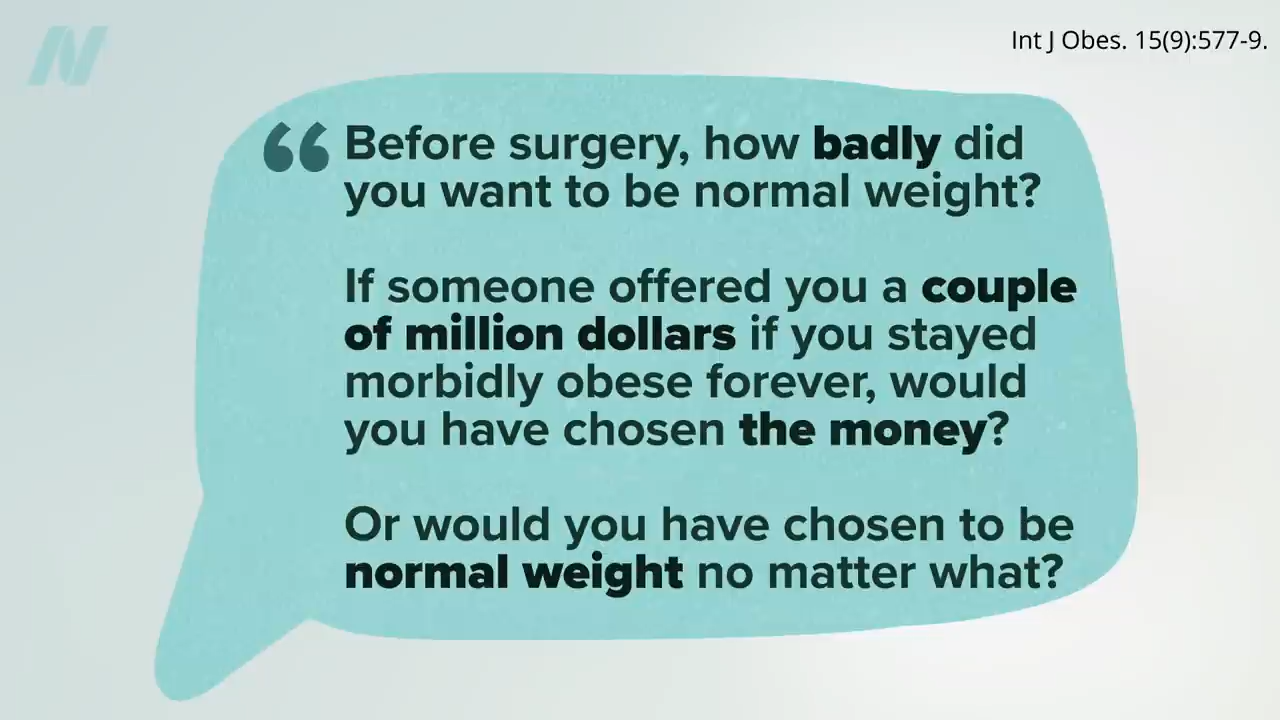 Int J Obes. 15(9):577-9.
“Before surgery, how badly did
you want to be normal weight?
If someone offered you a couple
of million dollars if you stayed
morbidly obese forever, would
you have chosen the money?
Or would you have chosen to be
normal weight no matter what?